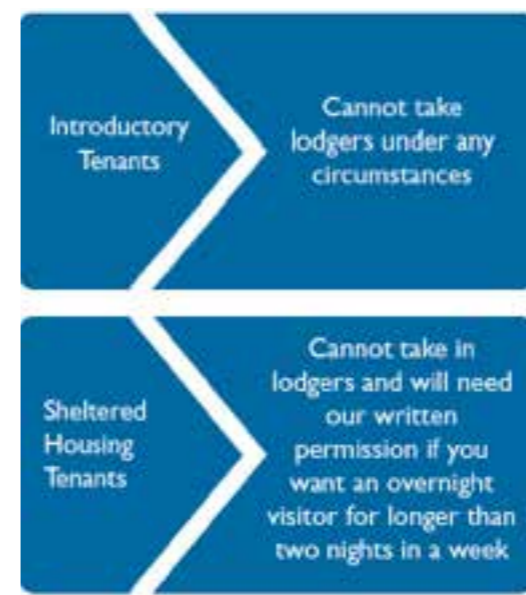 Introductory
Tenants
Cannot take
lodgers under any
circumstances
Sheltered
Housing
Tenants
Cannot take in
lodgers and will need
our written
permission if you
want an overnight
visitor for longer than
two nights in a week